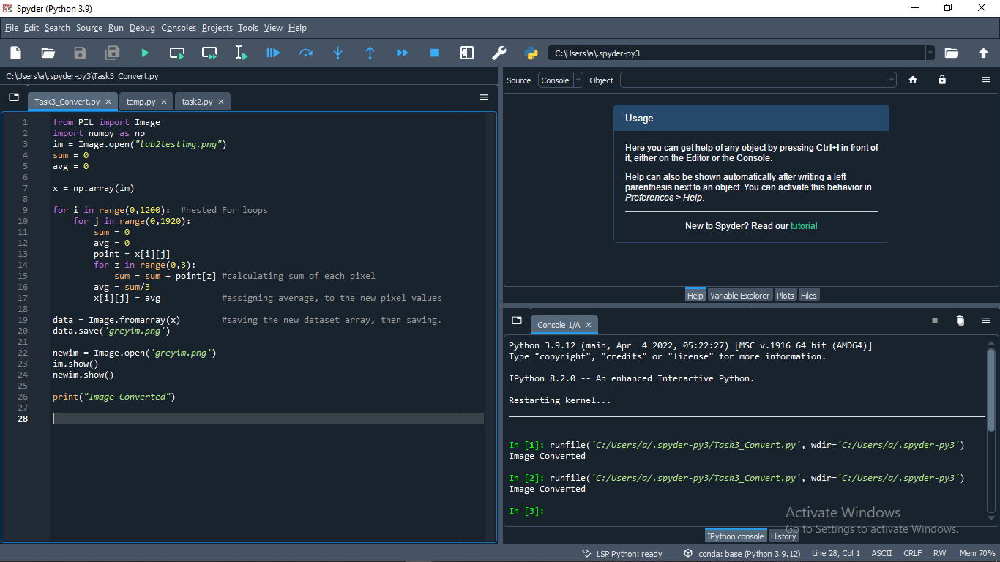 Spyder (Python 3.9)
File Edit Search Source Run Debug Consoles Projects Tools View Help
C:\Users\a\.spyder-py3
C:\Users\a\.spyder-py3\Task3_Convert.py
Task3_Convert.py
temp.py
task2.py
1 from PIL import Image
2 import numpy as np
3 im = Image.open("lab2testimg.png")
4 sum = 0
5 avg = 0
6
7 x = np.array(im)
8
9 for i in range(0,1200):  #nested For loops
10     for j in range(0,1920):
11         sum = 0
12         avg = 0
13         point = x[i][j]
14         for z in range(0,3):
15             sum = sum + point[z] #calculating sum of each pixel
16         avg = sum/3
17         x[i][j] = avg            #assigning average, to the new pixel values
18
19 data = Image.fromarray(x)        #saving the new dataset array, then saving.
20 data.save('greyim.png')
21
22 newim = Image.open('greyim.png')
23 im.show()
24 newim.show()
25
26 print("Image Converted")
27
28
Source Console Object
Usage
Here you can get help of any object by pressing Ctrl+I in front of
it, either on the Editor or the Console.
Help can also be shown automatically after writing a left
parenthesis next to an object. You can activate this behavior in
Preferences > Help.
New to Spyder? Read our tutorial
Help Variable Explorer Plots Files
Console 1/A
Python 3.9.12 (main, Apr  4 2022, 05:22:27) [MSC v.1916 64 bit (AMD64)]
Type "copyright", "credits" or "license" for more information.
IPython 8.2.0 -- An enhanced Interactive Python.
Restarting kernel...
In [1]: runfile('C:/Users/a/.spyder-py3/Task3_Convert.py', wdir='C:/Users/a/.spyder-py3')
Image Converted
In [2]: runfile('C:/Users/a/.spyder-py3/Task3_Convert.py', wdir='C:/Users/a/.spyder-py3')
Image Converted
In [3]:
Activate Windows
Go to Settings to activate Windows.
IPython console History
LSP Python: ready conda: base (Python 3.9.12) Line 28, Col 1 ASCII CRLF RW Mem 70%